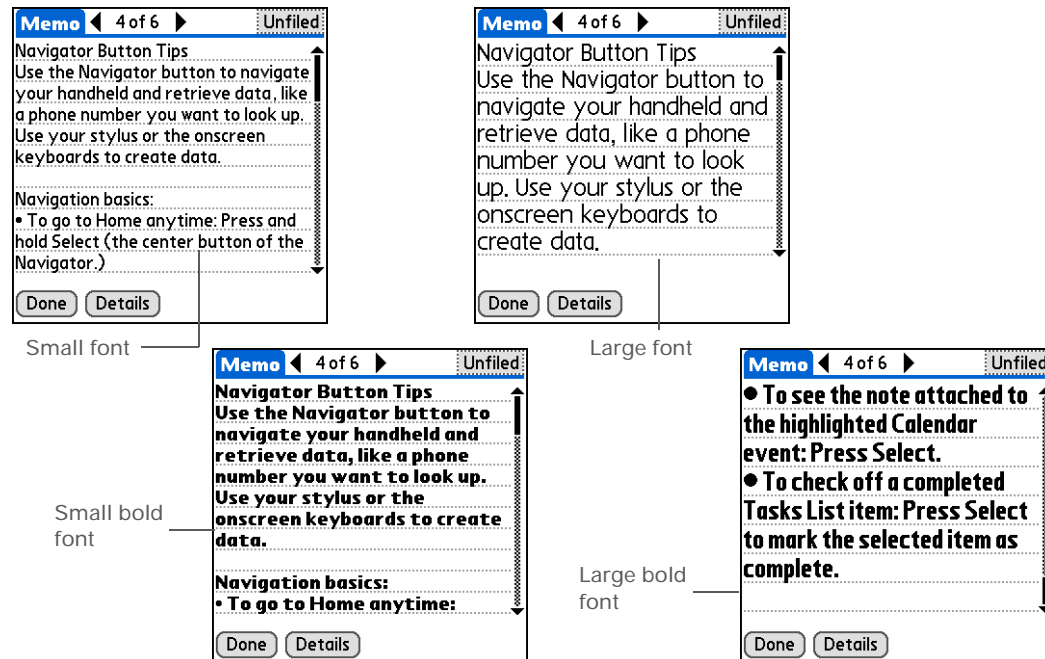 Memo 4 of 6 Unfiled
Navigator Button Tips
Use the Navigator button to navigate
your handheld and retrieve data, like
a phone number you want to look up.
Use your stylus or the onscreen
keyboards to create data.
Navigation basics:
• To go to Home anytime: Press and
hold Select (the center button of the
Navigator.)
Done Details
Small font
Memo 4 of 6 Unfiled
Navigator Button Tips
Use the Navigator button to
navigate your handheld and
retrieve data, like a phone
number you want to look
up. Use your stylus or the
onscreen keyboards to
create data.
Done Details
Large font
Memo 4 of 6 Unfiled
Navigator Button Tips
Use the Navigator button to
navigate your handheld and
retrieve data, like a phone
number you want to look up.
Use your stylus or the
onscreen keyboards to create
data.
Navigation basics:
• To go to Home anytime:
Done Details
Small bold
font
Memo 4 of 6 Unfiled
● To see the note attached to
the highlighted Calendar
event: Press Select.
● To check off a completed
Tasks List item: Press Select
to mark the selected item as
complete.
Done Details
Large bold
font